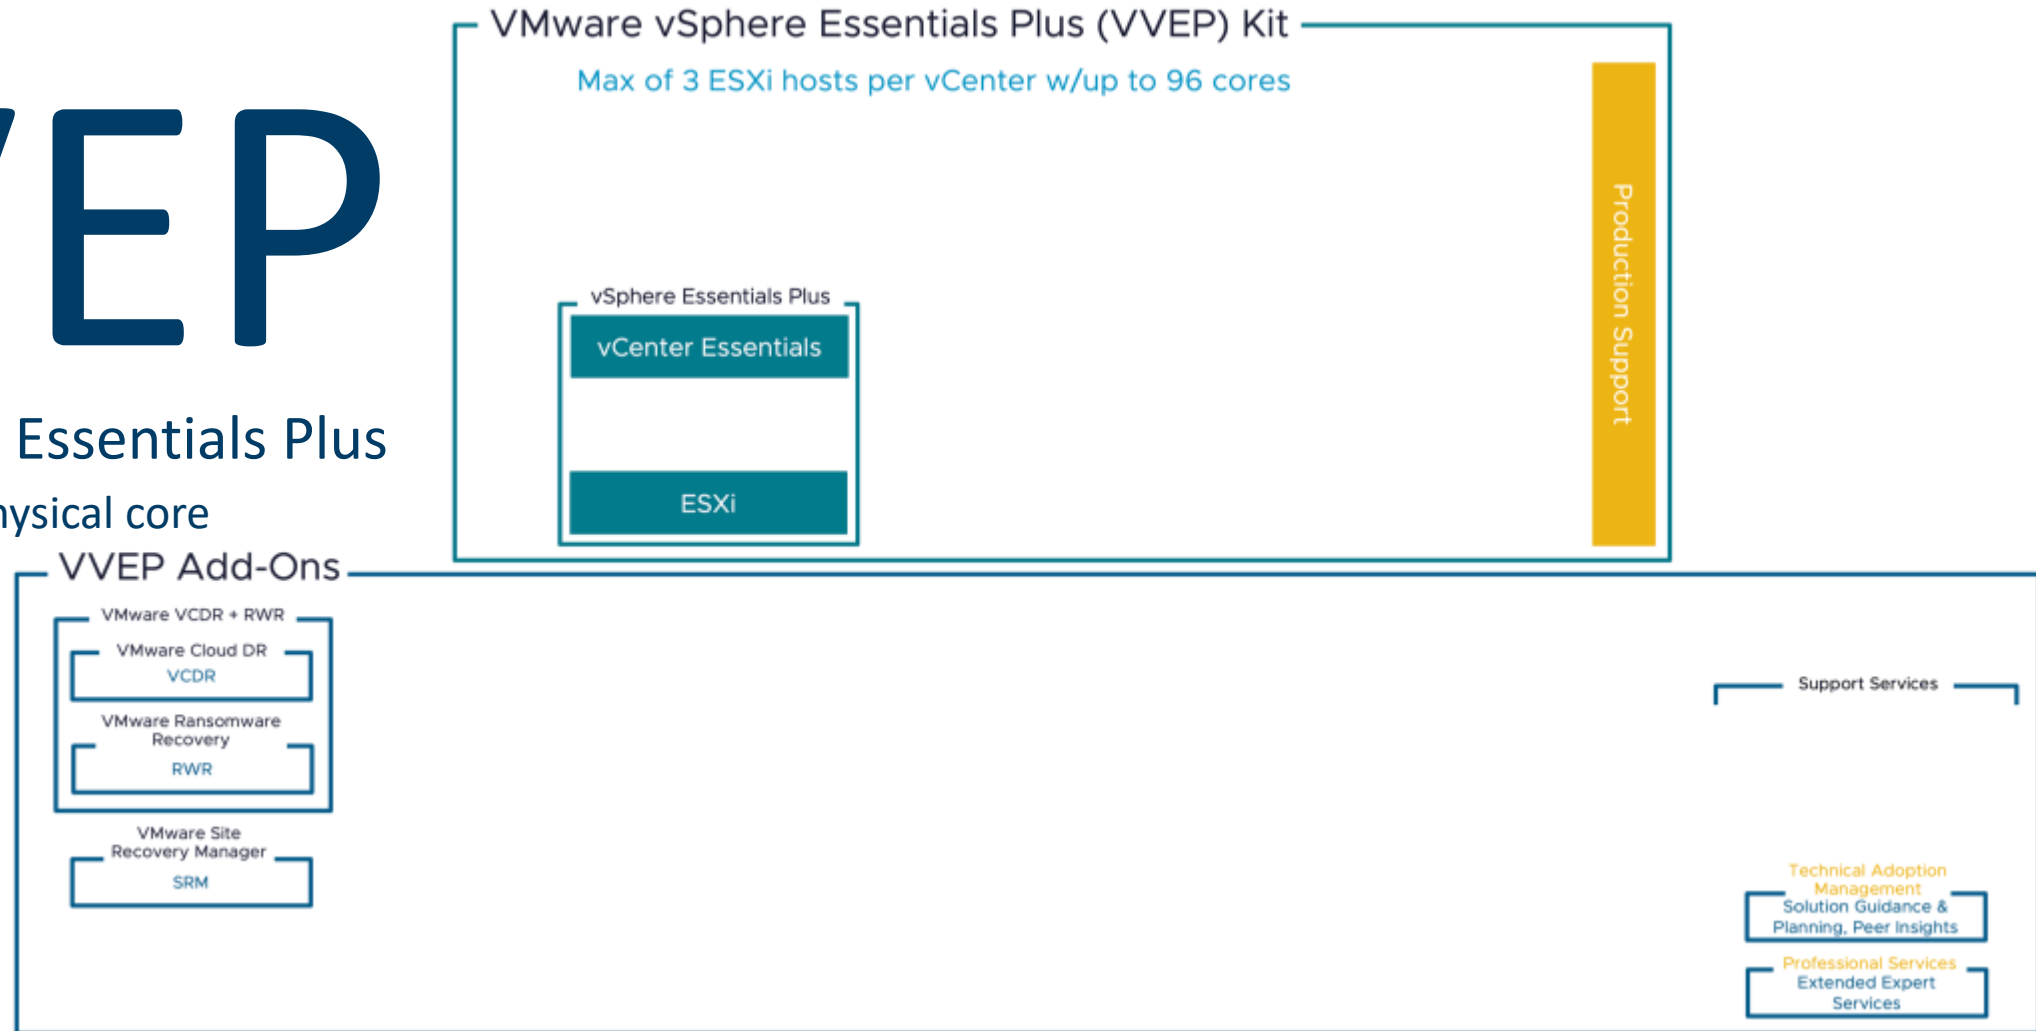 VMware vSphere Essentials Plus (VVEP) Kit
Max of 3 ESXi hosts per vCenter w/up to 96 cores
EP
Essentials Plus
physical core
vSphere Essentials Plus
vCenter Essentials
ESXi
Production Support
VVEP Add-Ons
VMware VCDR + RWR
VMware Cloud DR
VCDR
VMware Ransomware
Recovery
RWR
VMware Site
Recovery Manager
SRM
Support Services
Technical Adoption
Management
Solution Guidance &
Planning, Peer Insights
Professional Services
Extended Expert
Services